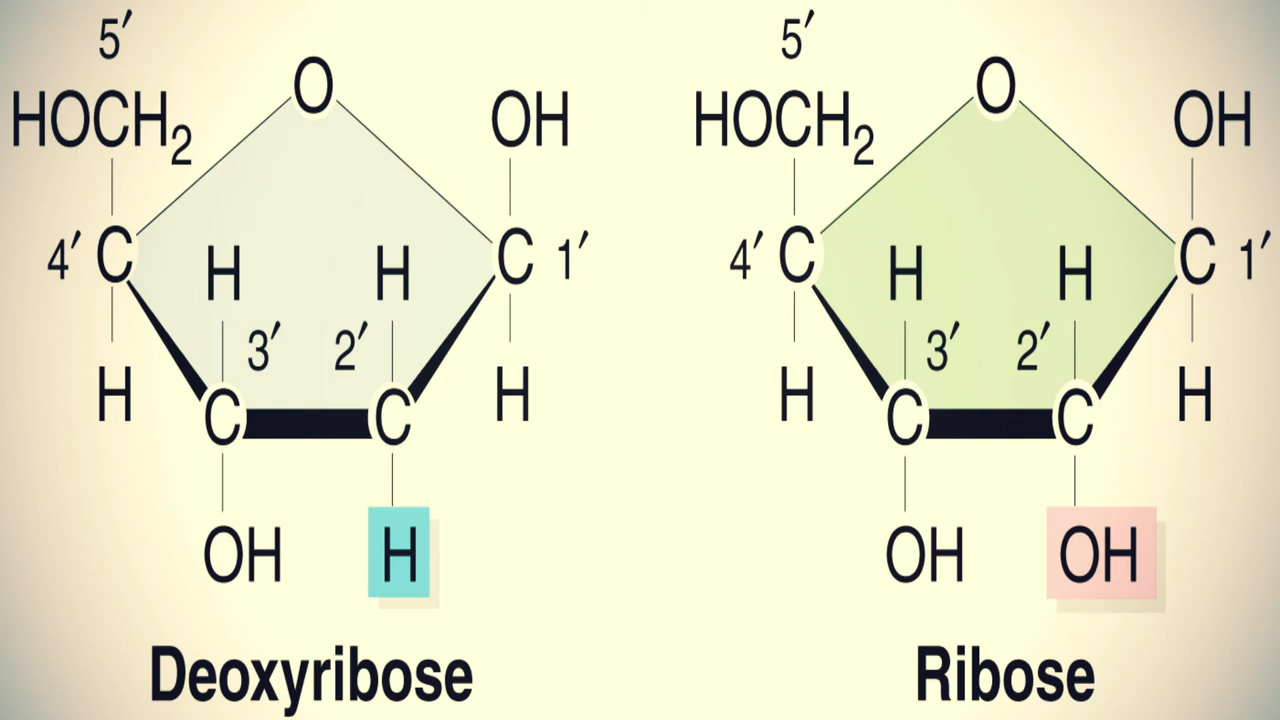 5′ 5′
HOCH₂ O OH HOCH₂ O OH
4′ C H H C 1′ 4′ C H H C 1′
3′ 2′ 3′ 2′
H C C H H C C H
OH H OH OH
Deoxyribose Ribose